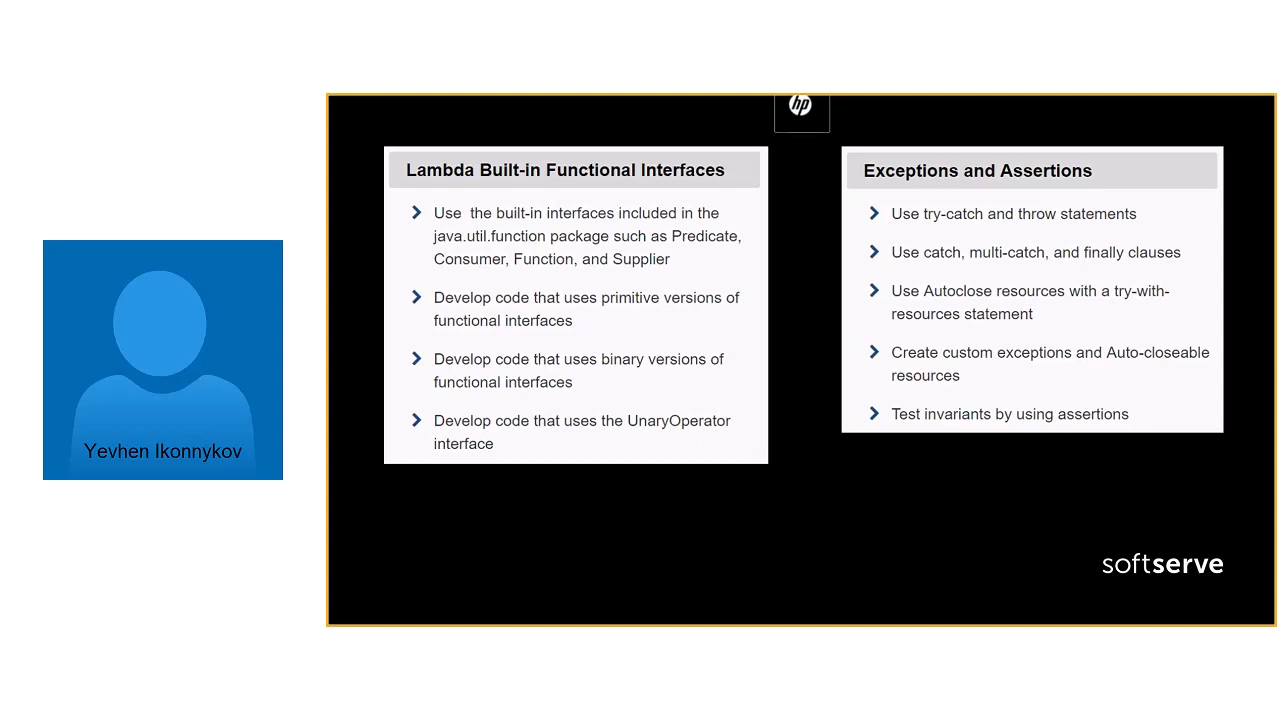 hp
Lambda Built-in Functional Interfaces
Use the built-in interfaces included in the
java.util.function package such as Predicate,
Consumer, Function, and Supplier
Develop code that uses primitive versions of
functional interfaces
Develop code that uses binary versions of
functional interfaces
Develop code that uses the UnaryOperator
interface
Exceptions and Assertions
Use try-catch and throw statements
Use catch, multi-catch, and finally clauses
Use Autoclose resources with a try-with-
resources statement
Create custom exceptions and Auto-closeable
resources
Test invariants by using assertions
Yevhen Ikonnykov
softserve